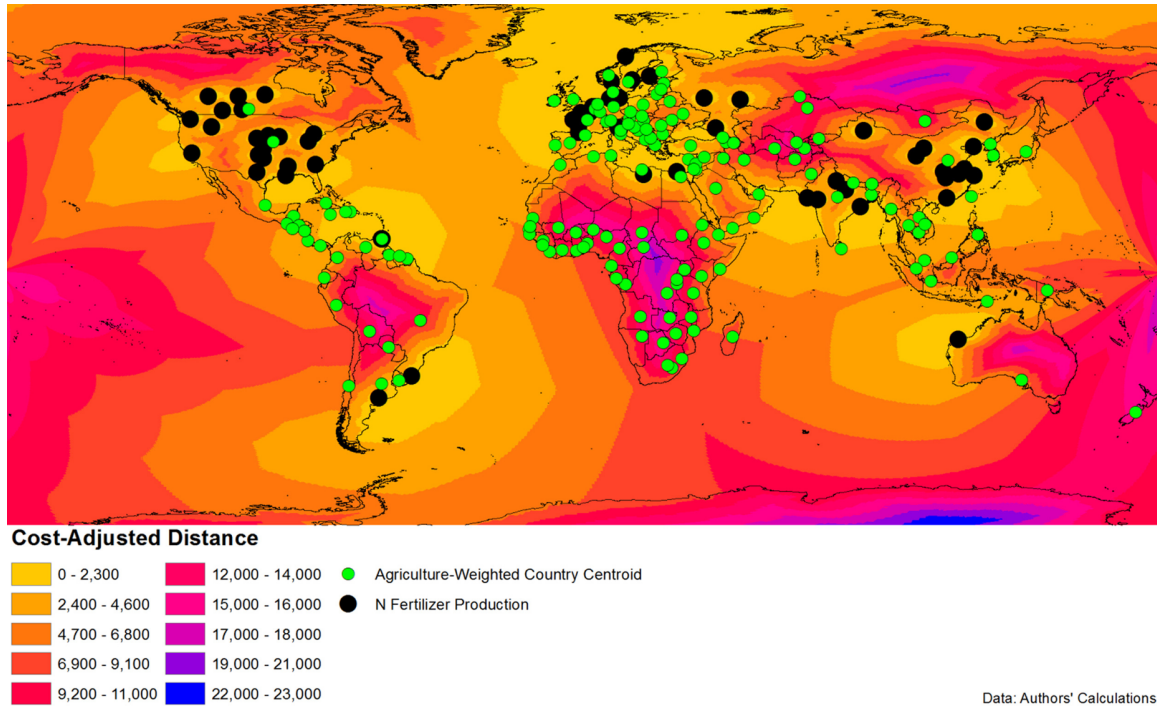 Cost-Adjusted Distance
0 - 2,300
2,400 - 4,600
4,700 - 6,800
6,900 - 9,100
9,200 - 11,000
12,000 - 14,000
15,000 - 16,000
17,000 - 18,000
19,000 - 21,000
22,000 - 23,000
Agriculture-Weighted Country Centroid
N Fertilizer Production
Data: Authors' Calculations